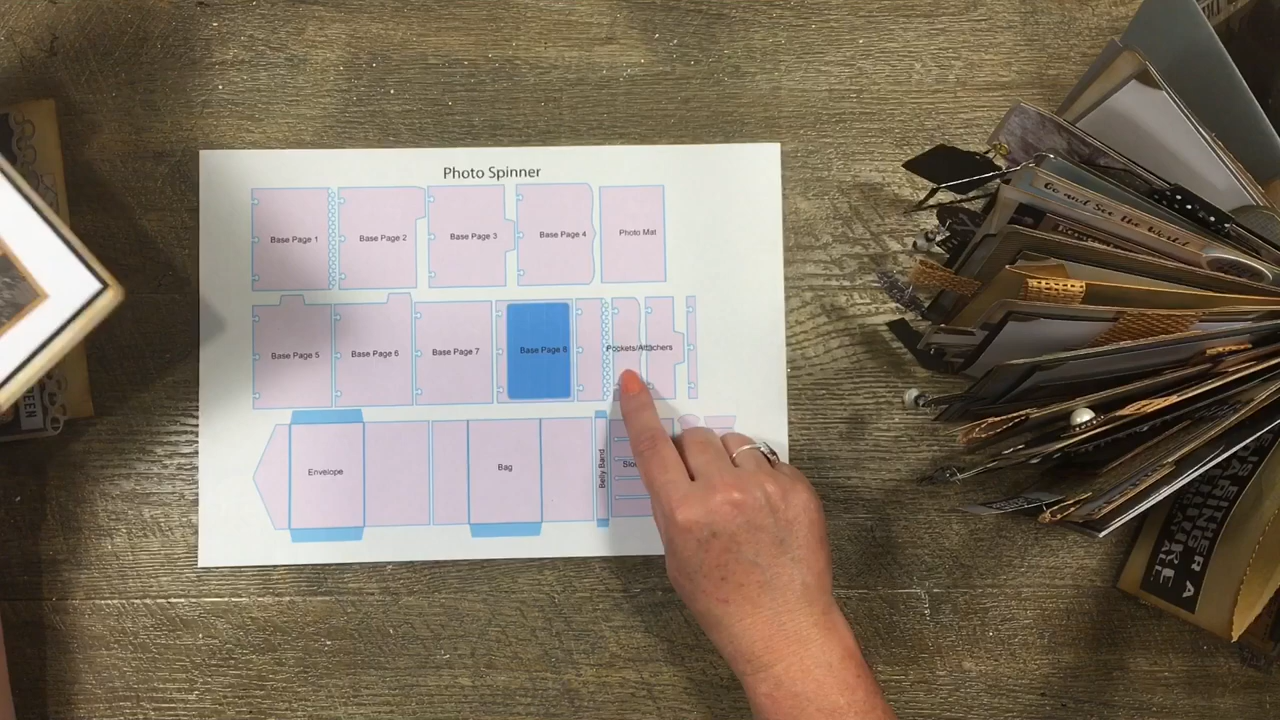 Photo Spinner
Base Page 1
Base Page 2
Base Page 3
Base Page 4
Photo Mat
Base Page 5
Base Page 6
Base Page 7
Base Page 8
Pockets/Attachers
Envelope
Bag
Belly Band
Go and See the World